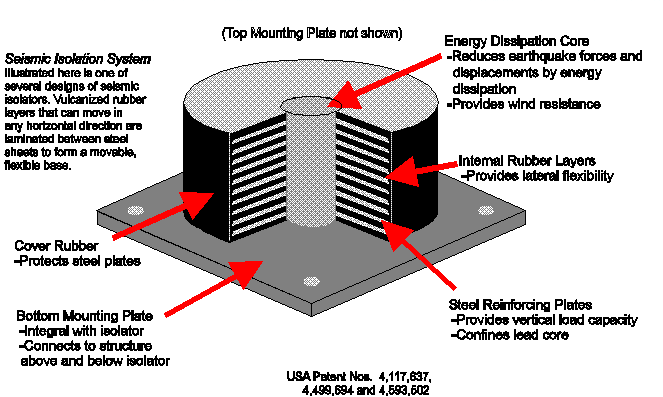 (Top Mounting Plate not shown)
Seismic Isolation System
Illustrated here is one of
several designs of seismic
isolators. Vulcanized rubber
layers that can move in
any horizontal direction are
laminated between steel
sheets to form a movable,
flexible base.
Energy Dissipation Core
-Reduces earthquake forces and
displacements by energy
dissipation
-Provides wind resistance
Internal Rubber Layers
-Provides lateral flexibility
Cover Rubber
-Protects steel plates
Bottom Mounting Plate
-Integral with isolator
-Connects to structure
above and below isolator
Steel Reinforcing Plates
-Provides vertical load capacity
-Confines lead core
USA Patent Nos. 4,117,637,
4,499,694 and 4,593,502